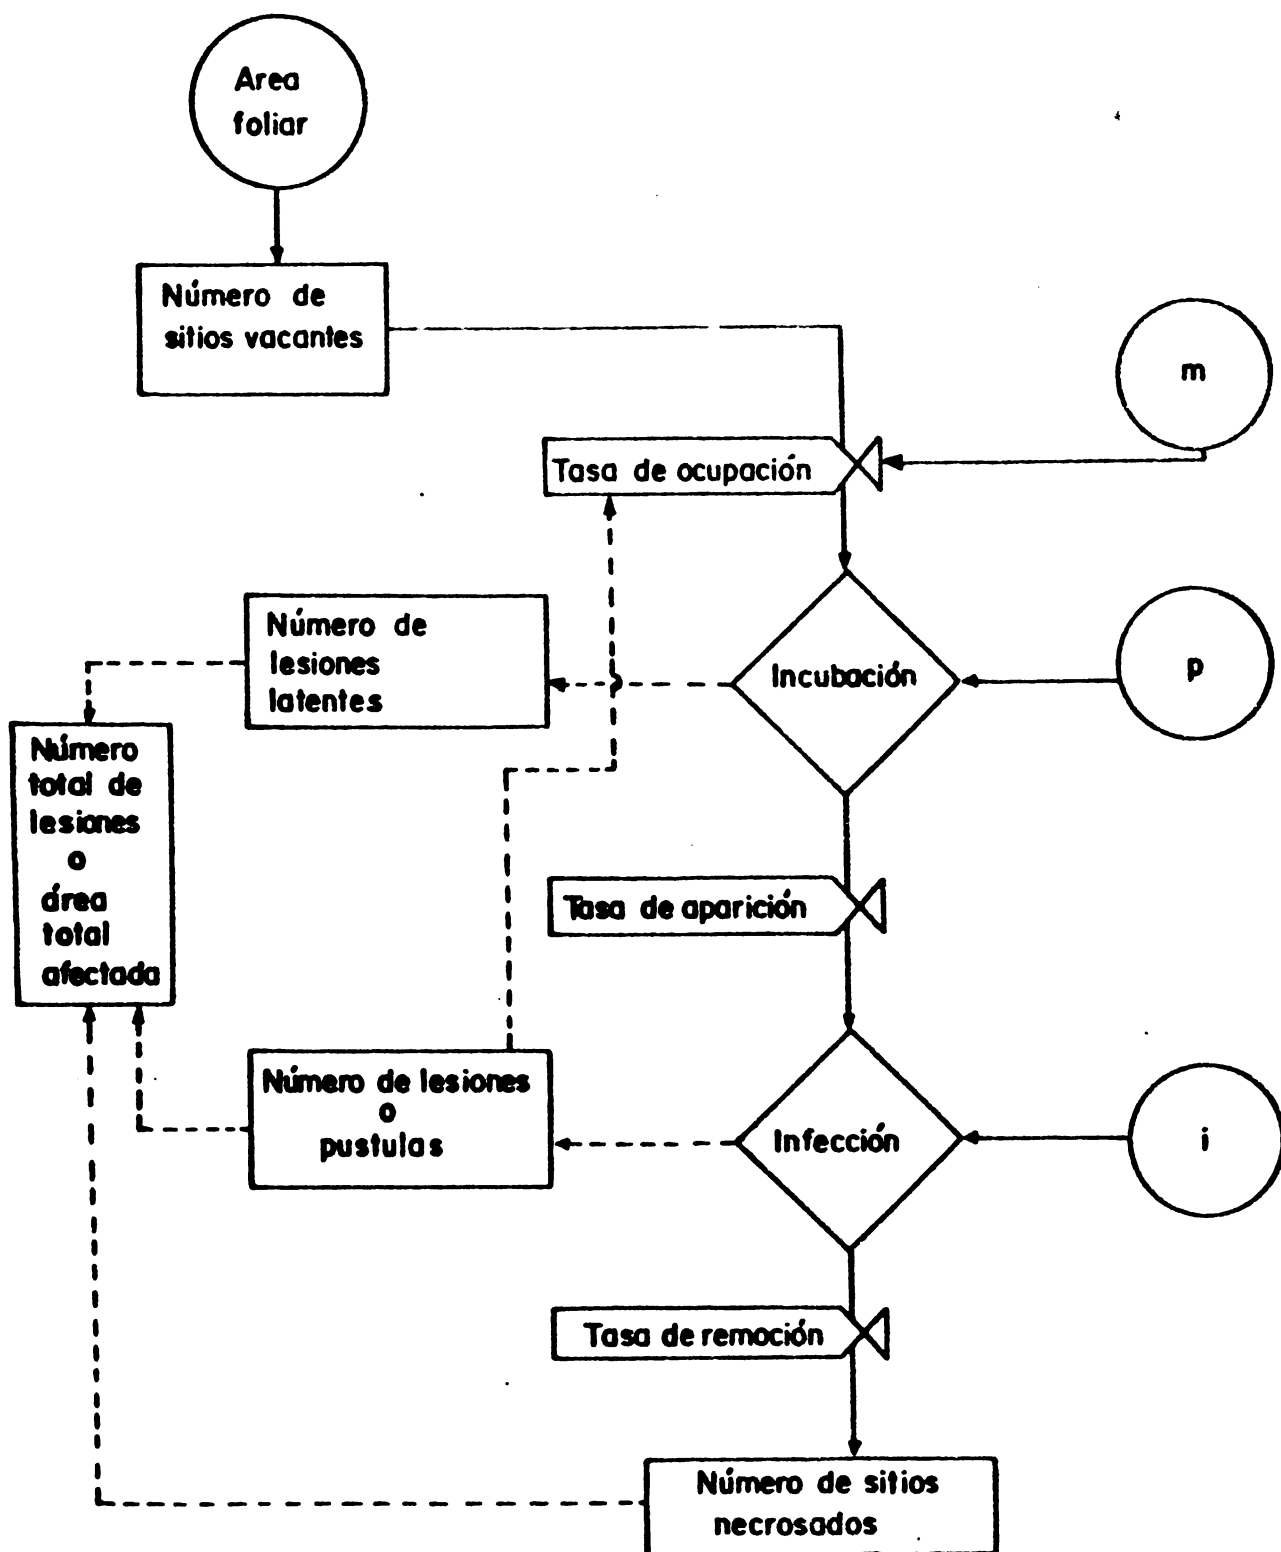 Area
foliar
Número de
sitios vacantes
m
Tasa de ocupación
Número de
lesiones
latentes
Incubación
p
Número
total de
lesiones
o
área
total
afectada
Tasa de aparición
Número de lesiones
o
pustulas
Infección
i
Tasa de remoción
Número de sitios
necrosados